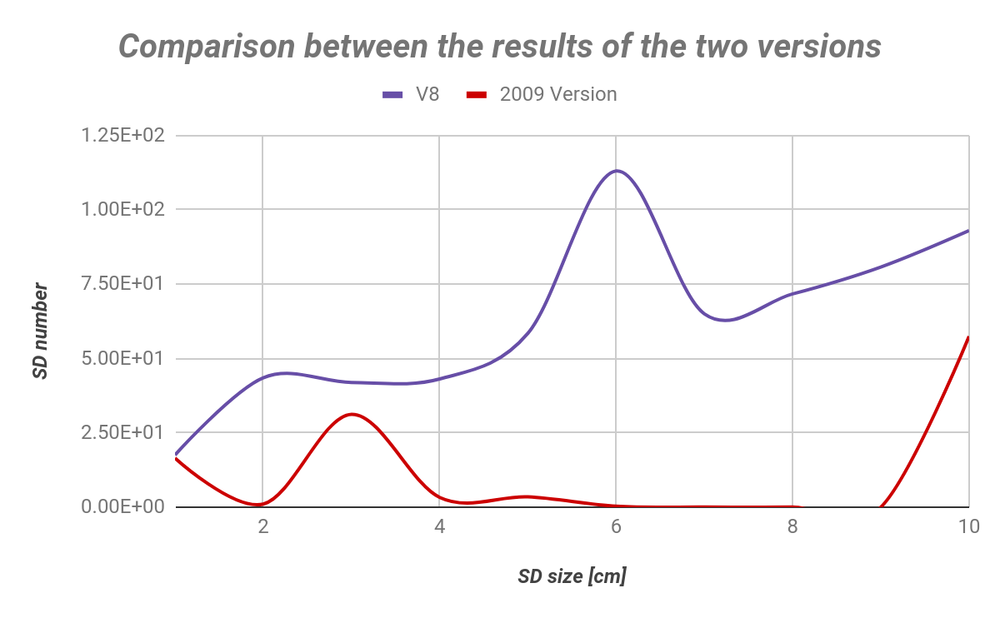 Comparison between the results of the two versions
V8 2009 Version
1.25E+02
1.00E+02
7.50E+01
5.00E+01
2.50E+01
0.00E+00
SD number
2 4 6 8 10
SD size [cm]